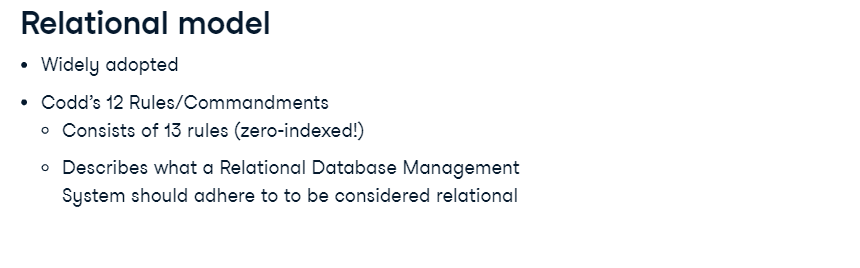 Relational model
• Widely adopted
• Codd's 12 Rules/Commandments
◦ Consists of 13 rules (zero-indexed!)
◦ Describes what a Relational Database Management
System should adhere to to be considered relational